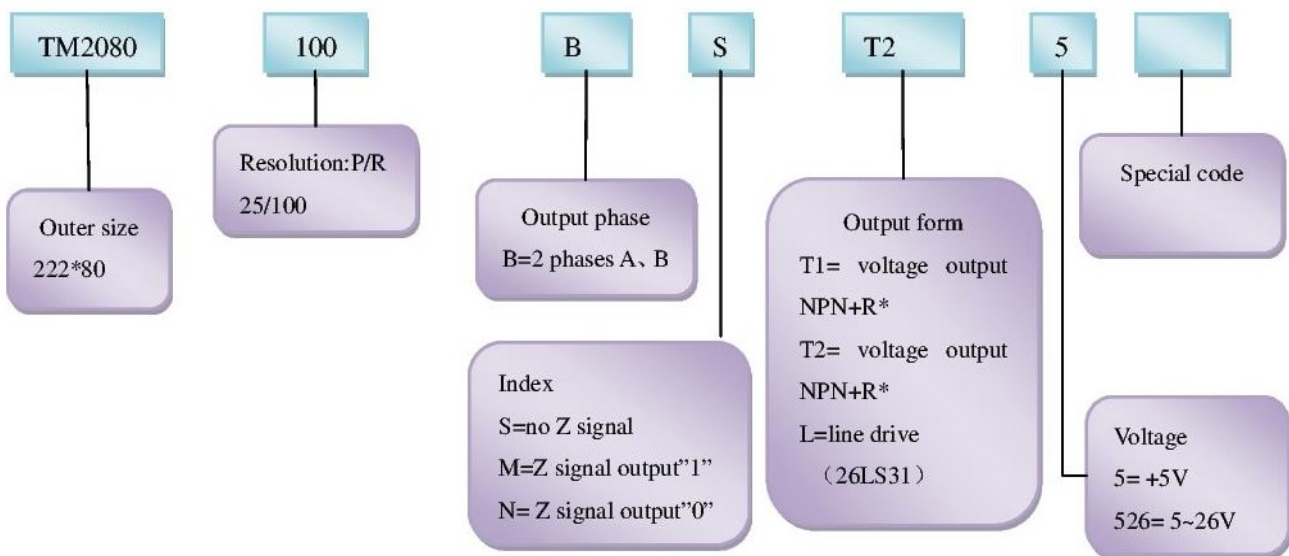 TM2080 100 B S T2 5
Resolution:P/R
25/100
Outer size
222*80
Output phase
B=2 phases A、B
Output form
T1= voltage output
NPN+R*
T2= voltage output
NPN+R*
L=line drive
（26LS31）
Special code
Index
S=no Z signal
M=Z signal output”1”
N= Z signal output”0”
Voltage
5= +5V
526= 5~26V